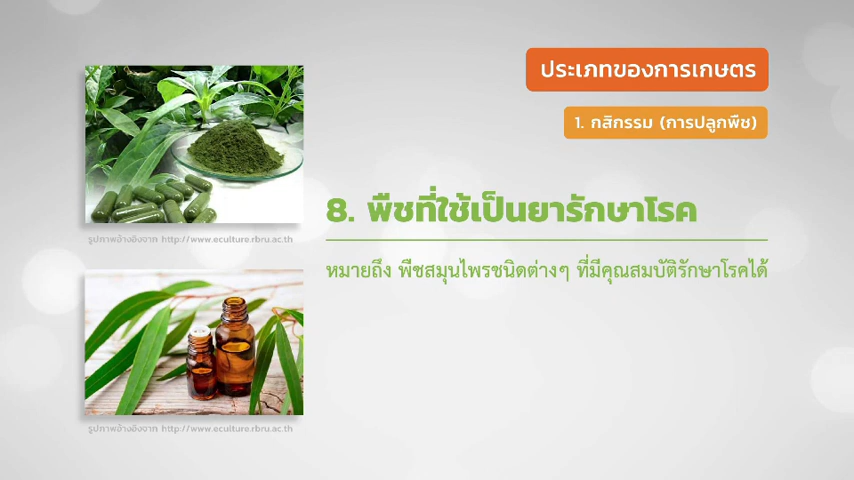 ประเภทของการเกษตร
1. กสิกรรม (การปลูกพืช)
8. พืชที่ใช้เป็นยารักษาโรค
หมายถึง พืชสมุนไพรชนิดต่างๆ ที่มีคุณสมบัติรักษาโรคได้
รูปภาพอ้างอิงจาก http://www.eculture.rbru.ac.th
รูปภาพอ้างอิงจาก http://www.eculture.rbru.ac.th